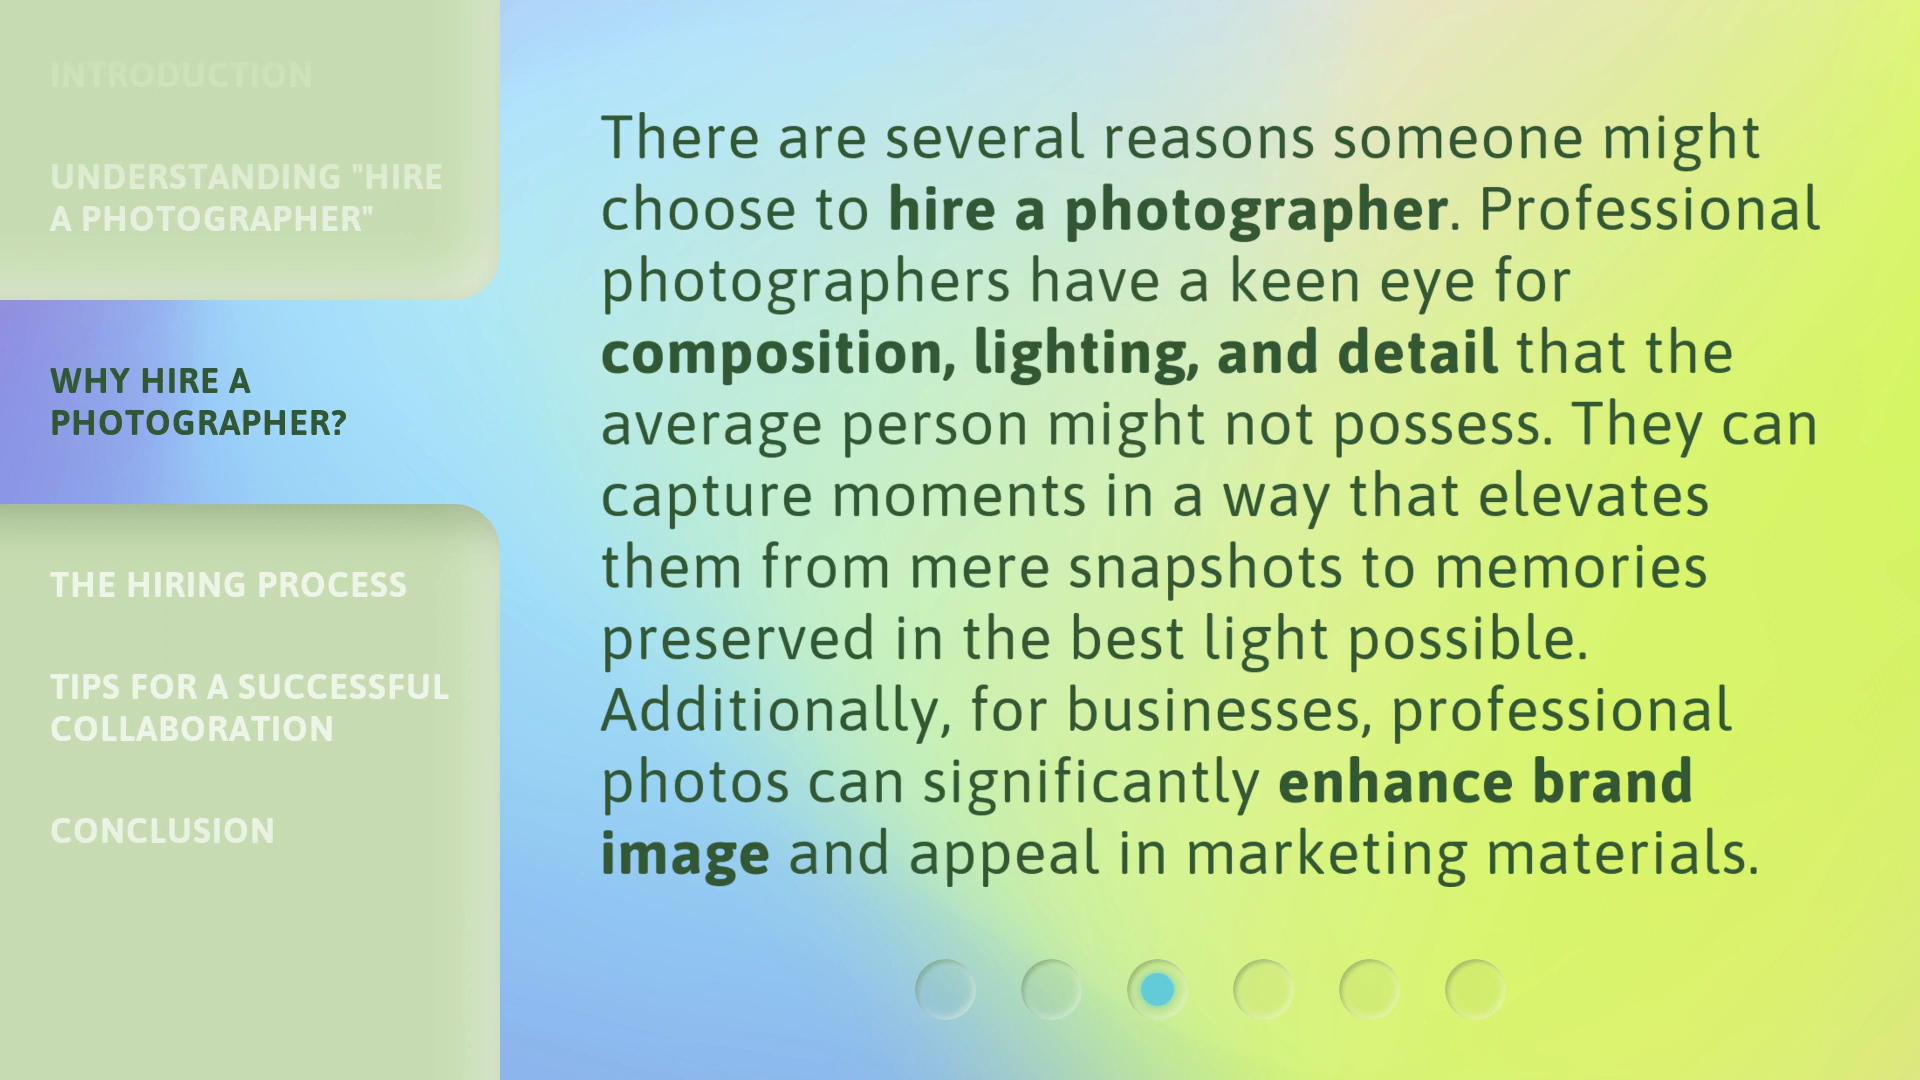 INTRODUCTION
UNDERSTANDING "HIRE
A PHOTOGRAPHER"
WHY HIRE A
PHOTOGRAPHER?
THE HIRING PROCESS
TIPS FOR A SUCCESSFUL
COLLABORATION
CONCLUSION
There are several reasons someone might
choose to hire a photographer. Professional
photographers have a keen eye for
composition, lighting, and detail that the
average person might not possess. They can
capture moments in a way that elevates
them from mere snapshots to memories
preserved in the best light possible.
Additionally, for businesses, professional
photos can significantly enhance brand
image and appeal in marketing materials.